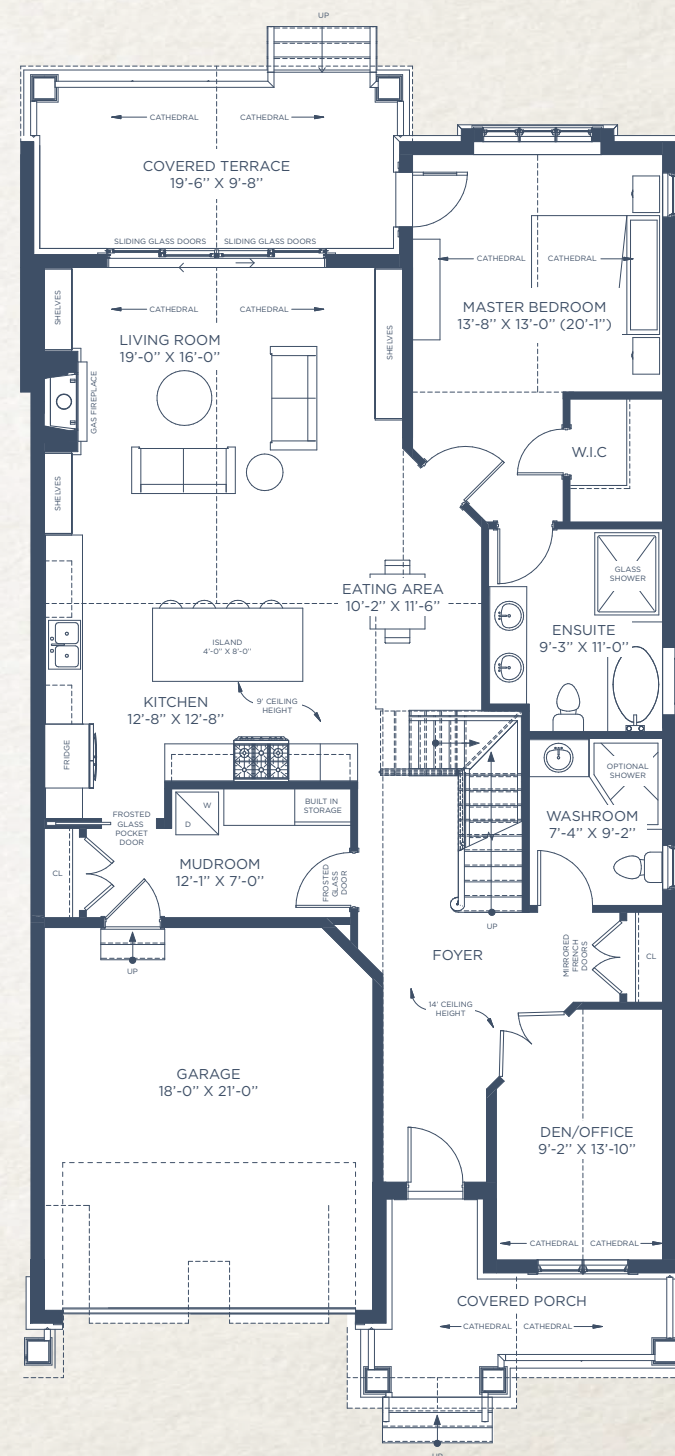 UP
CATHEDRAL CATHEDRAL
COVERED TERRACE
19'-6'' X 9'-8''
SLIDING GLASS DOORS SLIDING GLASS DOORS
CATHEDRAL CATHEDRAL
MASTER BEDROOM
13'-8'' X 13'-0'' (20'-1'')
SHELVES
CATHEDRAL CATHEDRAL
LIVING ROOM
19'-0'' X 16'-0''
SHELVES
GAS FIREPLACE
W.I.C
SHELVES
GLASS
SHOWER
EATING AREA
10'-2'' X 11'-6''
ENSUITE
9'-3'' X 11'-0''
ISLAND
4'-0'' X 8'-0''
KITCHEN
12'-8'' X 12'-8''
9' CEILING
HEIGHT
FRIDGE
OPTIONAL
SHOWER
FROSTED
GLASS
POCKET
DOOR
W
D
BUILT IN
STORAGE
WASHROOM
7'-4'' X 9'-2''
CL
MUDROOM
12'-1'' X 7'-0''
FROSTED
GLASS
DOOR
UP
UP
FOYER
MIRRORED
FRENCH
DOORS
CL
14' CEILING
HEIGHT
GARAGE
18'-0'' X 21'-0''
DEN/OFFICE
9'-2'' X 13'-10''
CATHEDRAL CATHEDRAL
COVERED PORCH
CATHEDRAL CATHEDRAL
UP